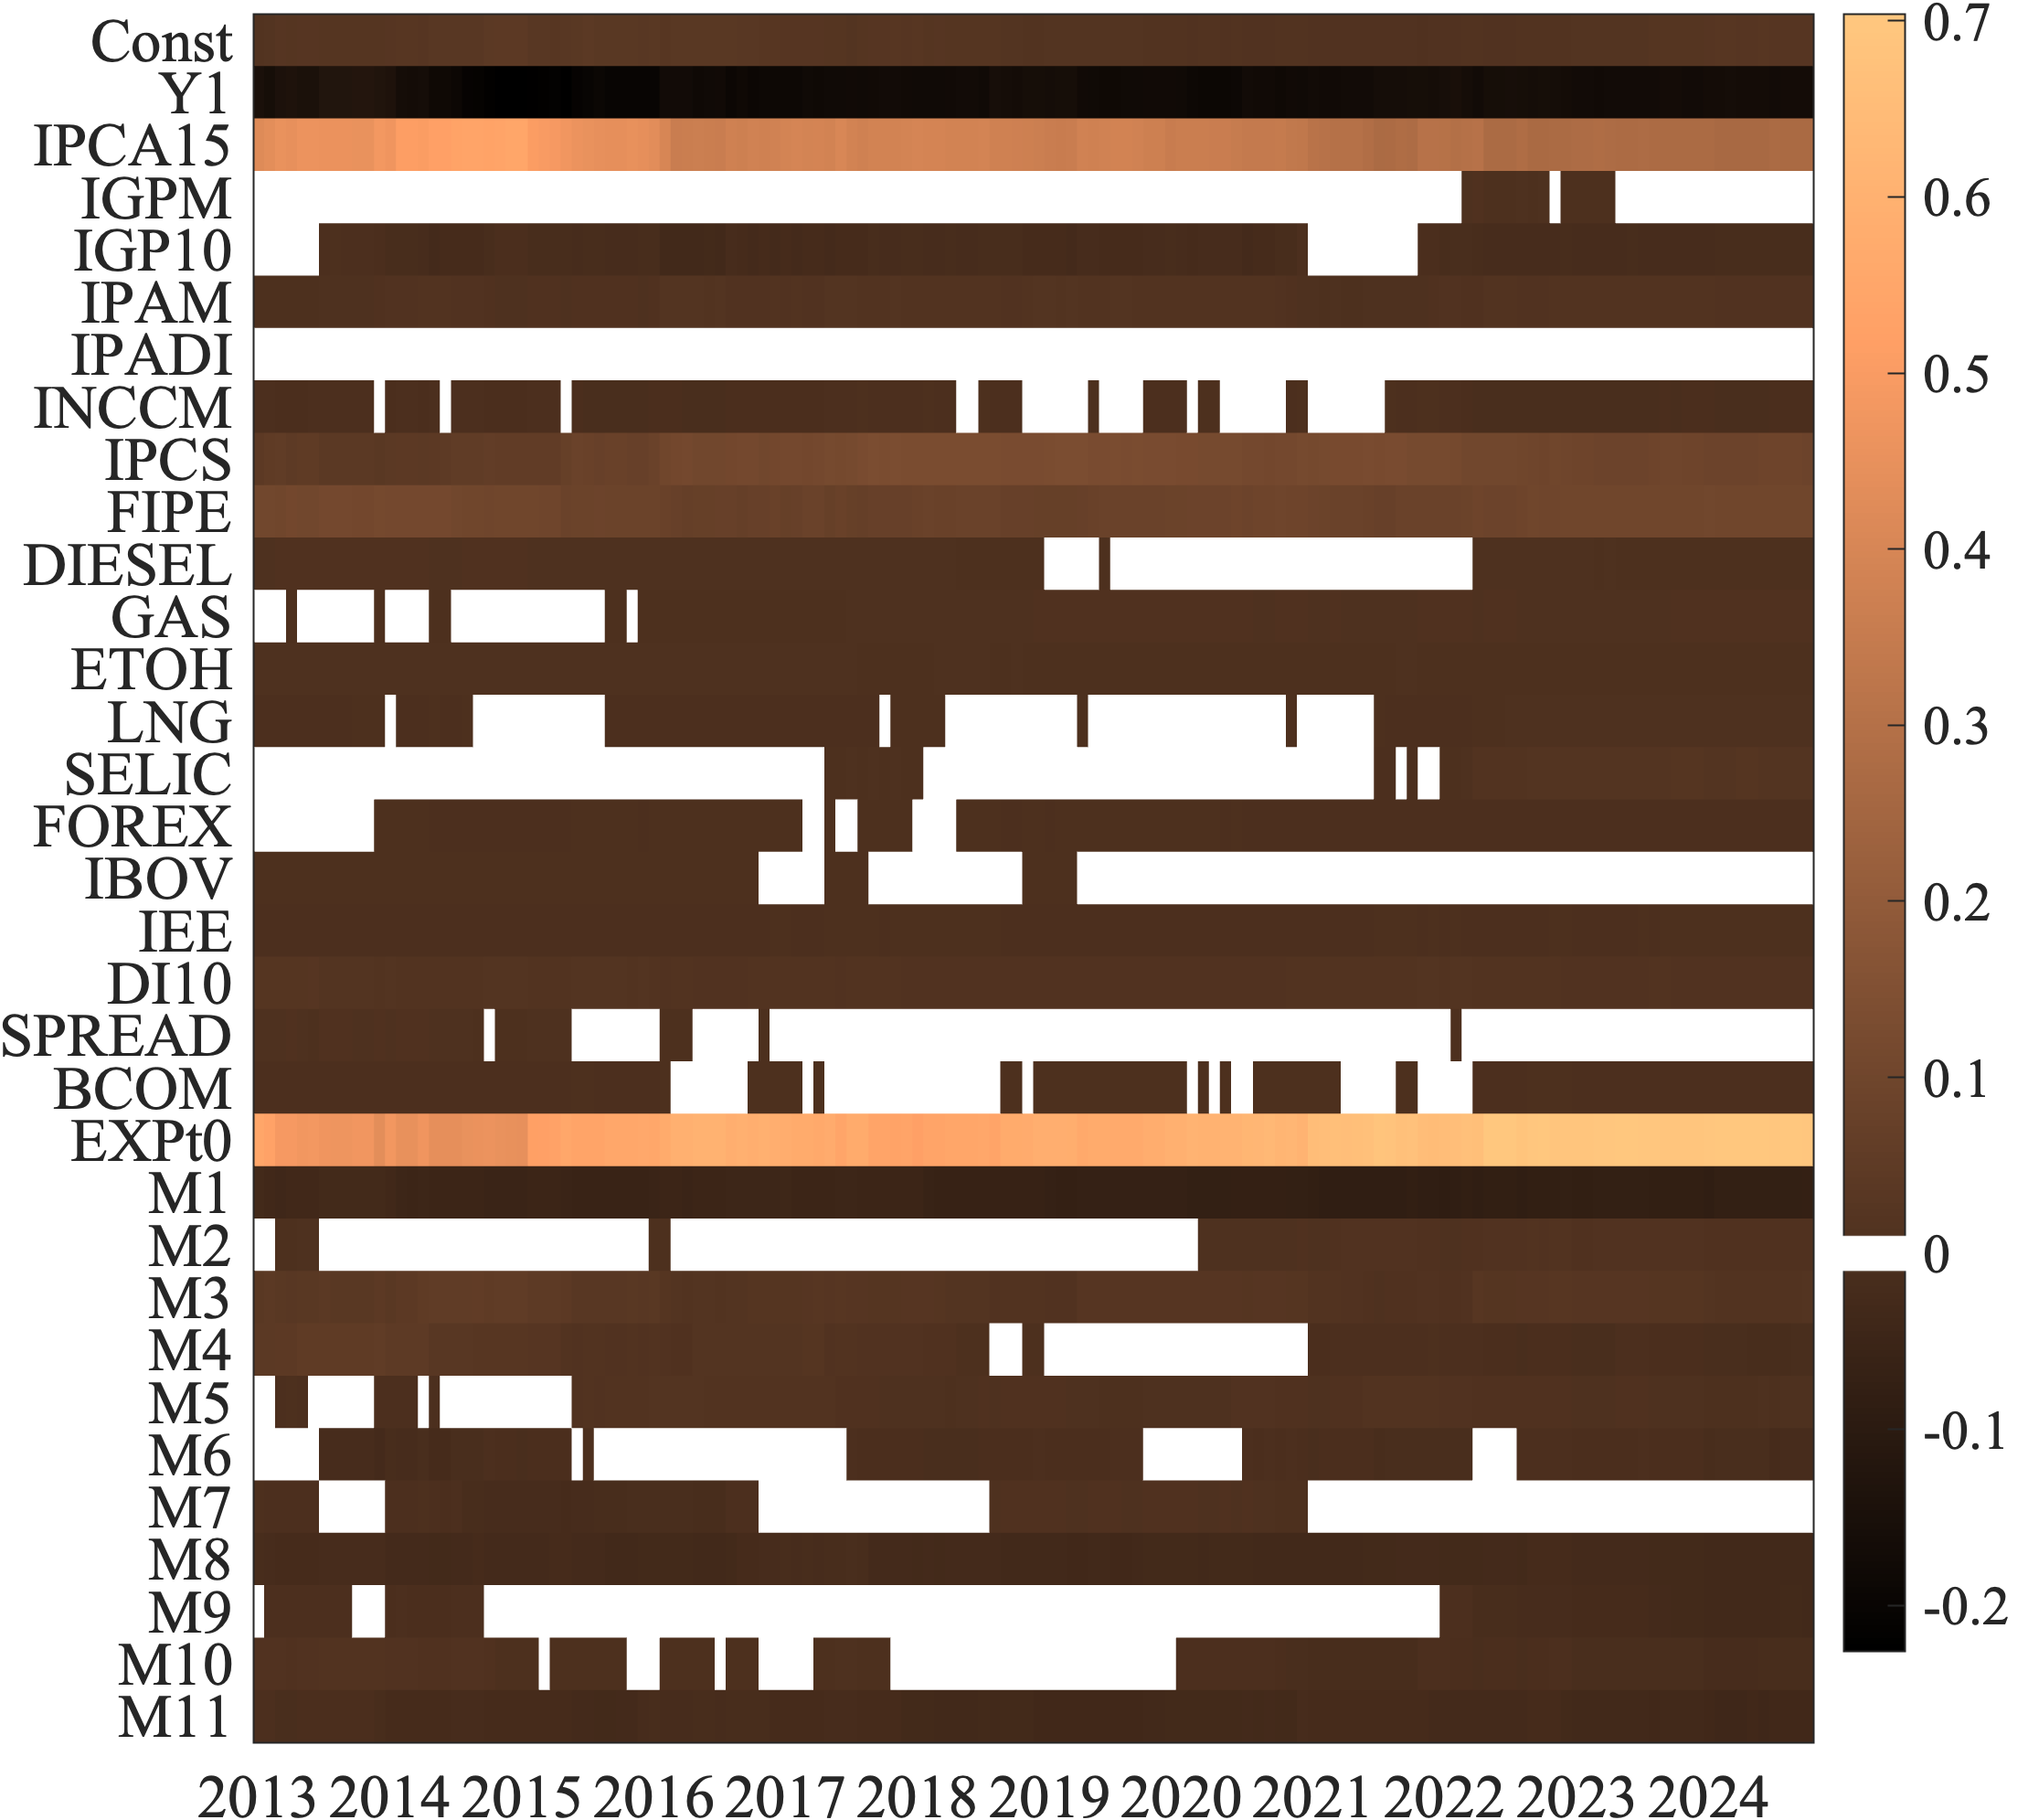 Const
Y1
IPCA15
IGPM
IGP10
IPAM
IPADI
INCCM
IPCS
FIPE
DIESEL
GAS
ETOH
LNG
SELIC
FOREX
IBOV
IEE
DI10
SPREAD
BCOM
EXPt0
M1
M2
M3
M4
M5
M6
M7
M8
M9
M10
M11
2013 2014 2015 2016 2017 2018 2019 2020 2021 2022 2023 2024
0.7
0.6
0.5
0.4
0.3
0.2
0.1
0
-0.1
-0.2